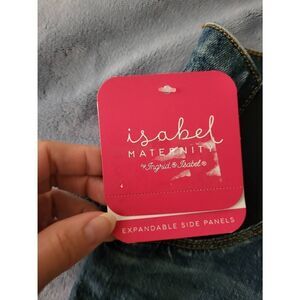 isabel
MATERNITY
by Ingrid & Isabel®
EXPANDABLE SIDE PANELS